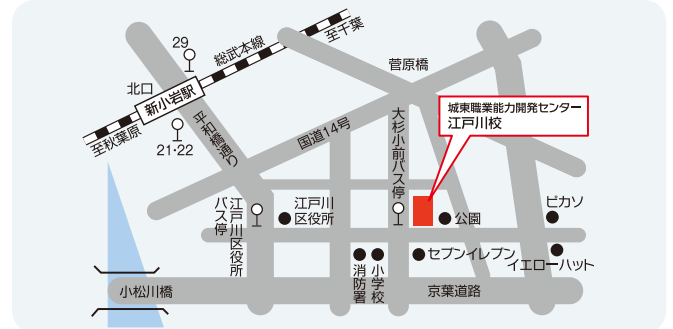 29
総武本線
至千葉
菅原橋
北口
新小岩駅
城東職業能力開発センター
江戸川校
至秋葉原
21・22
平和橋通り
国道14号
大杉小前バス停
江戸川区役所
バス停
江戸川
区役所
公園
ピカソ
セブンイレブン
イエローハット
消防署
小学校
小松川橋
京葉道路